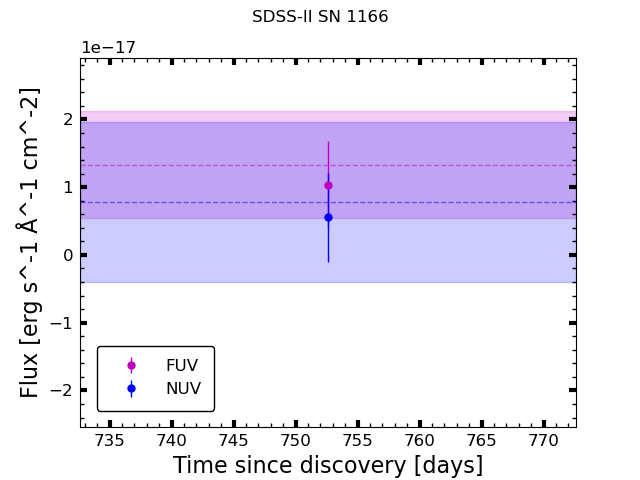 SDSS-II SN 1166
1e−17
Flux [erg s^-1 Å^-1 cm^-2]
2
1
0
−1
−2
FUV
NUV
735 740 745 750 755 760 765 770
Time since discovery [days]